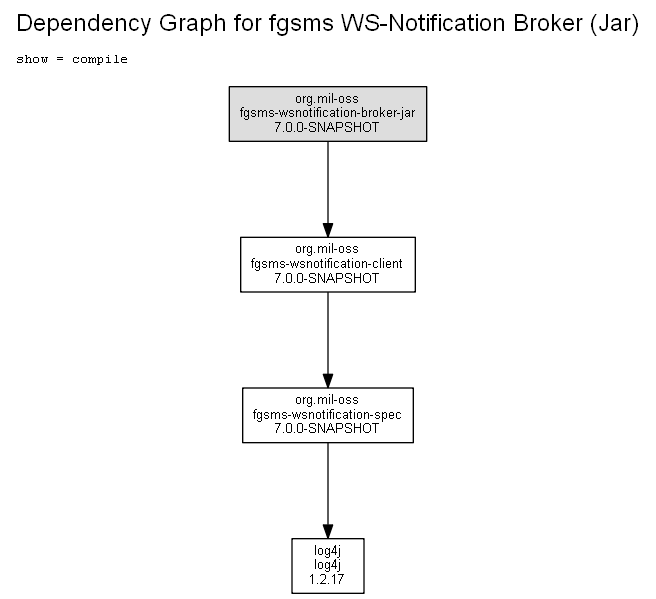 Dependency Graph for fgsms WS-Notification Broker (Jar)
show = compile
org.mil-oss
fgsms-wsnotification-broker-jar
7.0.0-SNAPSHOT
org.mil-oss
fgsms-wsnotification-client
7.0.0-SNAPSHOT
org.mil-oss
fgsms-wsnotification-spec
7.0.0-SNAPSHOT
log4j
log4j
1.2.17